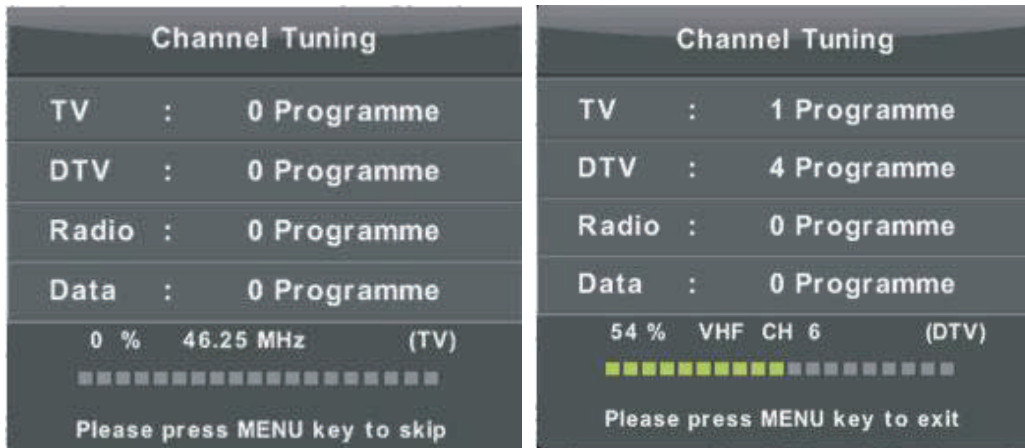 Channel Tuning
TV : 0 Programme
DTV : 0 Programme
Radio : 0 Programme
Data : 0 Programme
0 % 46.25 MHz (TV)
Please press MENU key to skip
Channel Tuning
TV : 1 Programme
DTV : 4 Programme
Radio : 0 Programme
Data : 0 Programme
54 % VHF CH 6 (DTV)
Please press MENU key to exit